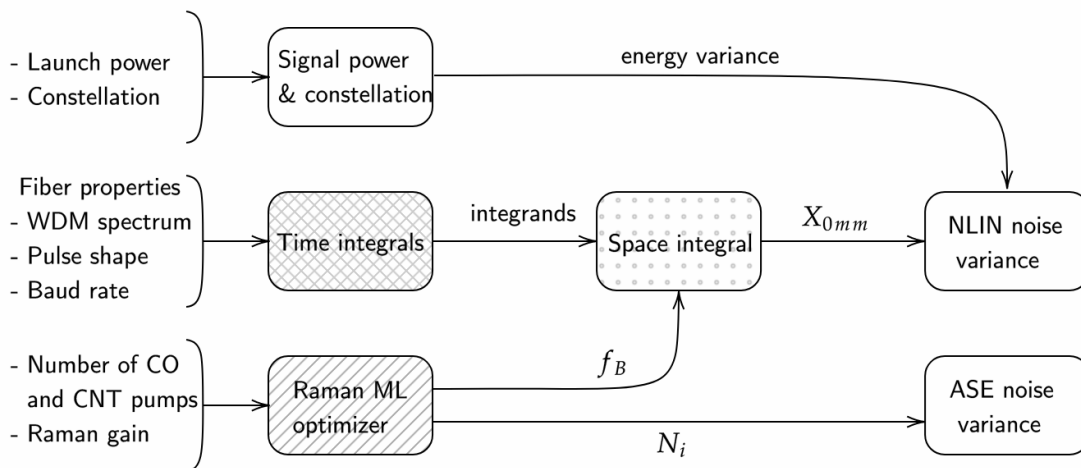 - Launch power
- Constellation
Signal power
& constellation
energy variance
Fiber properties
- WDM spectrum
- Pulse shape
- Baud rate
Time integrals
integrands
Space integral
X₀ₘₘ
NLIN noise
variance
- Number of CO
and CNT pumps
- Raman gain
Raman ML
optimizer
f_B
N_i
ASE noise
variance